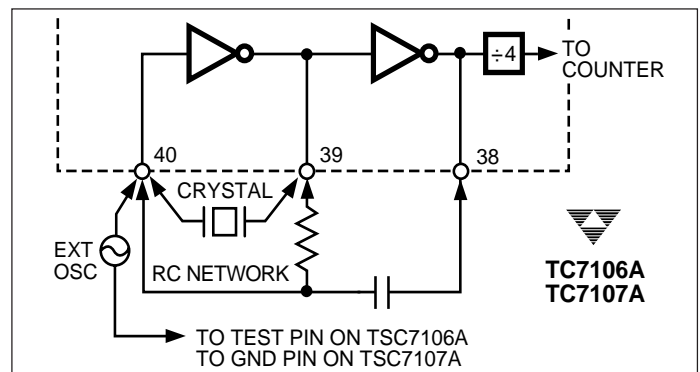 ÷4
TO
COUNTER
40
39
38
CRYSTAL
EXT
OSC
RC NETWORK
TC7106A
TC7107A
TO TEST PIN ON TSC7106A
TO GND PIN ON TSC7107A